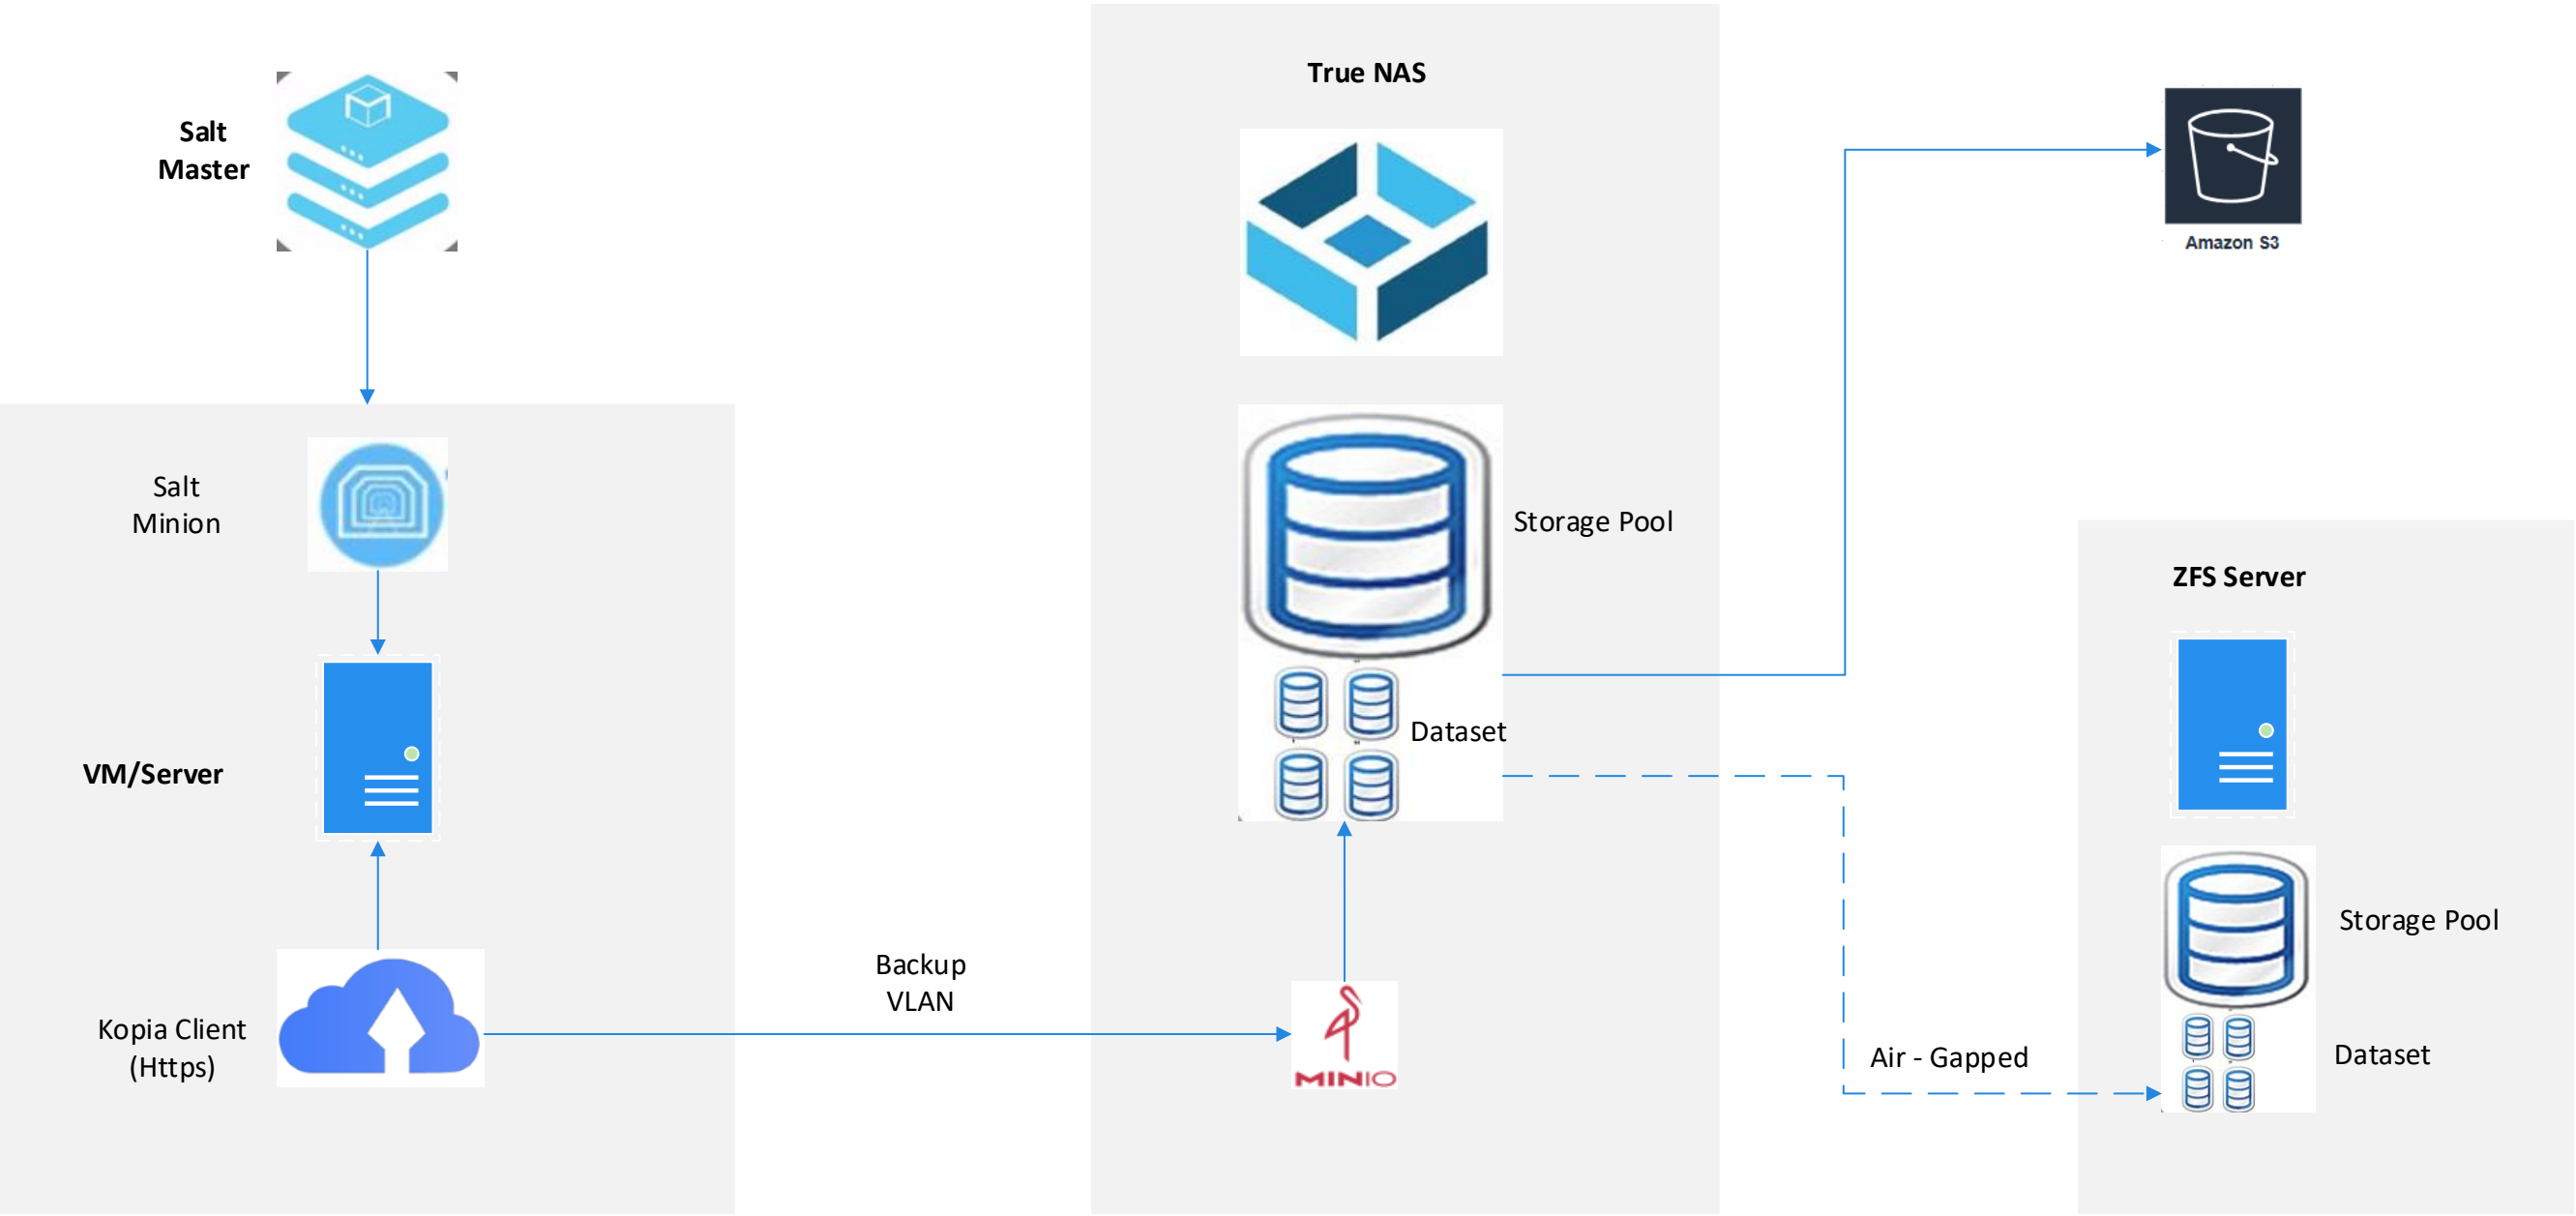 True NAS
Salt
Master
Amazon S3
Salt
Minion
Storage Pool
ZFS Server
Dataset
VM/Server
Storage Pool
Backup
VLAN
Kopia Client
(Https)
Air - Gapped
Dataset
MINIO